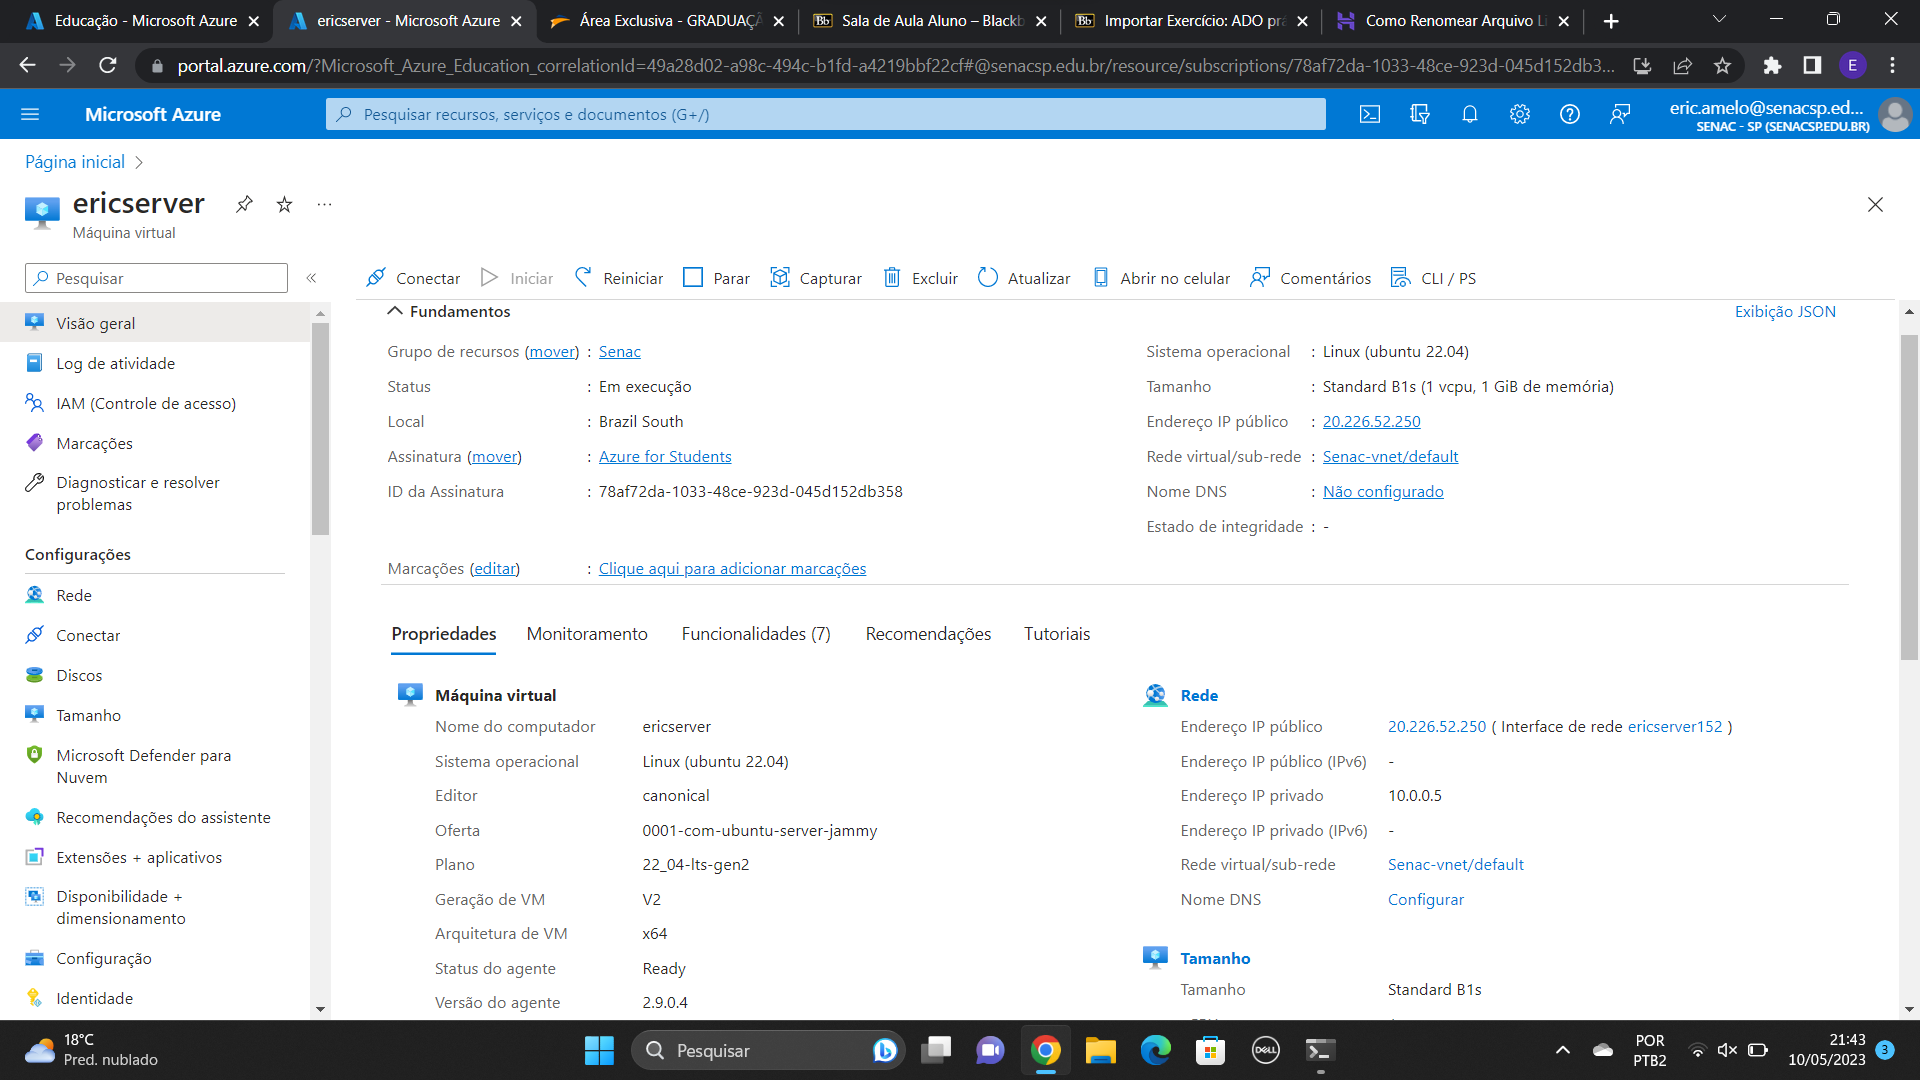 Educação - Microsoft Azure
ericserver - Microsoft Azure
Área Exclusiva - GRADUAÇÃ
Sala de Aula Aluno – Blackb
Importar Exercício: ADO prá
Como Renomear Arquivo Li
portal.azure.com/?Microsoft_Azure_Education_correlationId=49a28d02-a98c-494c-b1fd-a4219bbf22cf#@senacsp.edu.br/resource/subscriptions/78af72da-1033-48ce-923d-045d152db3...
E
Microsoft Azure
Pesquisar recursos, serviços e documentos (G+/)
eric.amelo@senacsp.ed...
SENAC - SP (SENACSP.EDU.BR)
Página inicial
ericserver
Máquina virtual
Pesquisar
Conectar
Iniciar
Reiniciar
Parar
Capturar
Excluir
Atualizar
Abrir no celular
Comentários
CLI / PS
Visão geral
Log de atividade
IAM (Controle de acesso)
Marcações
Diagnosticar e resolver
problemas
Configurações
Rede
Conectar
Discos
Tamanho
Microsoft Defender para
Nuvem
Recomendações do assistente
Extensões + aplicativos
Disponibilidade +
dimensionamento
Configuração
Identidade
Fundamentos
Exibição JSON
Grupo de recursos (mover) : Senac
Status : Em execução
Local : Brazil South
Assinatura (mover) : Azure for Students
ID da Assinatura : 78af72da-1033-48ce-923d-045d152db358
Sistema operacional : Linux (ubuntu 22.04)
Tamanho : Standard B1s (1 vcpu, 1 GiB de memória)
Endereço IP público : 20.226.52.250
Rede virtual/sub-rede : Senac-vnet/default
Nome DNS : Não configurado
Estado de integridade : -
Marcações (editar) : Clique aqui para adicionar marcações
Propriedades
Monitoramento
Funcionalidades (7)
Recomendações
Tutoriais
Máquina virtual
Nome do computador ericserver
Sistema operacional Linux (ubuntu 22.04)
Editor canonical
Oferta 0001-com-ubuntu-server-jammy
Plano 22_04-lts-gen2
Geração de VM V2
Arquitetura de VM x64
Status do agente Ready
Versão do agente 2.9.0.4
Rede
Endereço IP público 20.226.52.250 ( Interface de rede ericserver152 )
Endereço IP público (IPv6) -
Endereço IP privado 10.0.0.5
Endereço IP privado (IPv6) -
Rede virtual/sub-rede Senac-vnet/default
Nome DNS Configurar
Tamanho
Tamanho Standard B1s
18°C
Pred. nublado
Pesquisar
DELL
POR
PTB2
21:43
10/05/2023
3